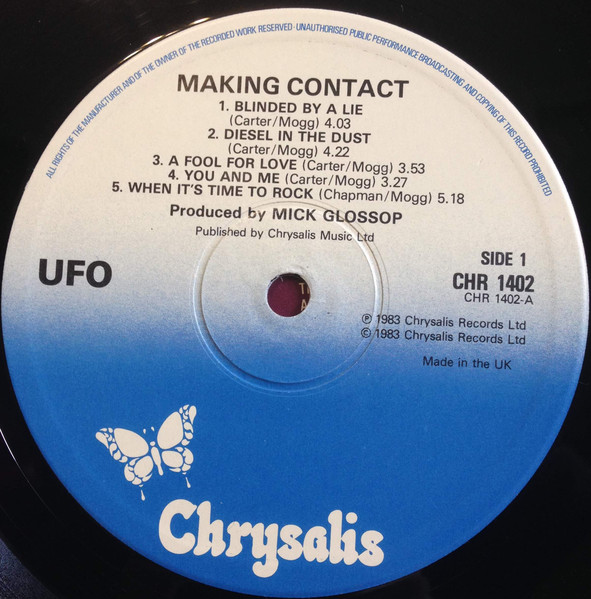 ALL RIGHTS OF THE MANUFACTURER AND OF THE OWNER OF THE RECORDED WORK RESERVED · UNAUTHORISED PUBLIC PERFORMANCE BROADCASTING AND COPYING OF THIS RECORD PROHIBITED
MAKING CONTACT
1. BLINDED BY A LIE
(Carter/Mogg) 4.03
2. DIESEL IN THE DUST
(Carter/Mogg) 4.22
3. A FOOL FOR LOVE (Carter/Mogg) 3.53
4. YOU AND ME (Carter/Mogg) 3.27
5. WHEN IT'S TIME TO ROCK (Chapman/Mogg) 5.18
Produced by MICK GLOSSOP
Published by Chrysalis Music Ltd
UFO
SIDE 1
CHR 1402
CHR 1402-A
℗ 1983 Chrysalis Records Ltd
© 1983 Chrysalis Records Ltd
Made in the UK
Chrysalis